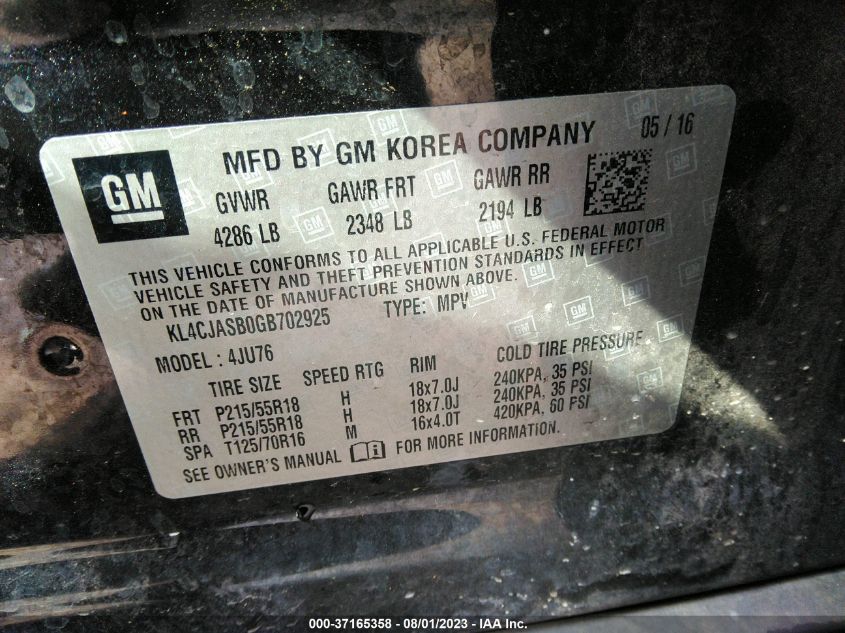 GM
MFD BY GM KOREA COMPANY 05 / 16
GVWR GAWR FRT GAWR RR
4286 LB 2348 LB 2194 LB
THIS VEHICLE CONFORMS TO ALL APPLICABLE U.S. FEDERAL MOTOR
VEHICLE SAFETY AND THEFT PREVENTION STANDARDS IN EFFECT
ON THE DATE OF MANUFACTURE SHOWN ABOVE.
KL4CJASB0GB702925 TYPE: MPV
MODEL : 4JU76
TIRE SIZE SPEED RTG RIM COLD TIRE PRESSURE
FRT P215/55R18 H 18x7.0J 240KPA, 35 PSI
RR P215/55R18 H 18x7.0J 240KPA, 35 PSI
SPA T125/70R16 M 16x4.0T 420KPA, 60 PSI
SEE OWNER'S MANUAL FOR MORE INFORMATION.
000-37165358 - 08/01/2023 - IAA Inc.